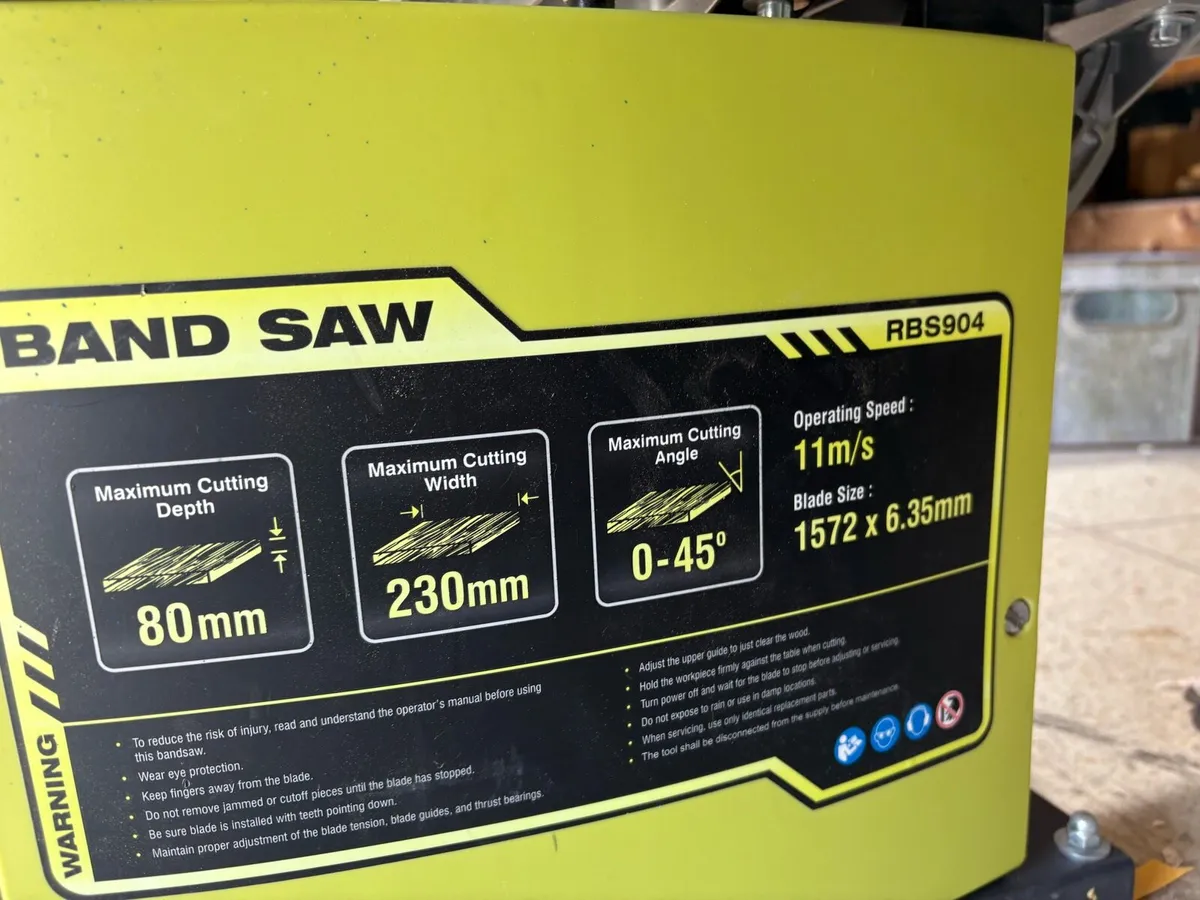 BAND SAW
RBS904
Maximum Cutting
Depth
80mm
Maximum Cutting
Width
230mm
Maximum Cutting
Angle
0-45º
Operating Speed :
11m/s
Blade Size :
1572 x 6.35mm
WARNING
• To reduce the risk of injury, read and understand the operator's manual before using
this bandsaw.
• Wear eye protection.
• Keep fingers away from the blade.
• Do not remove jammed or cutoff pieces until the blade has stopped.
• Be sure blade is installed with teeth pointing down.
• Maintain proper adjustment of the blade tension, blade guides, and thrust bearings.
• Adjust the upper guide to just clear the wood.
• Hold the workpiece firmly against the table when cutting.
• Turn power off and wait for the blade to stop before adjusting or servicing.
• Do not expose to rain or use in damp locations.
• When servicing, use only identical replacement parts.
• The tool shall be disconnected from the supply before maintenance.